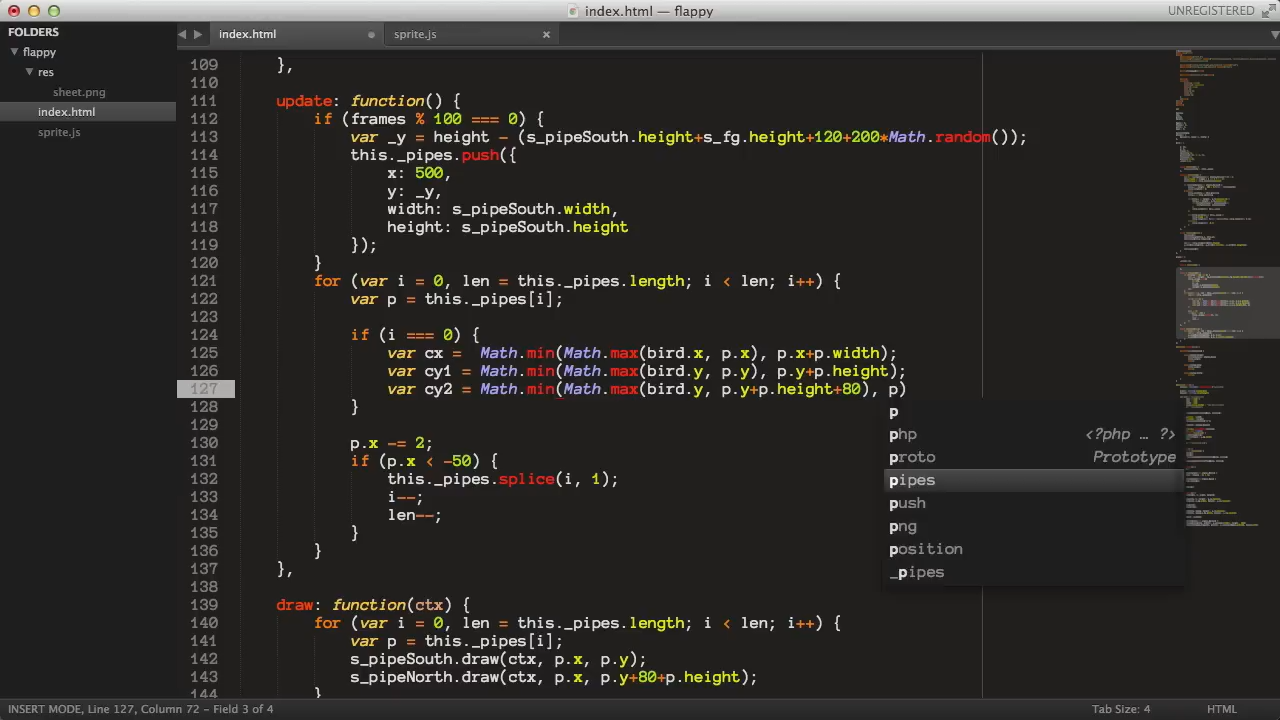 index.html — flappy
UNREGISTERED
FOLDERS
flappy
res
sheet.png
index.html
sprite.js
index.html
sprite.js
109 },
110
111 update: function() {
112 if (frames % 100 === 0) {
113 var _y = height - (s_pipeSouth.height+s_fg.height+120+200*Math.random());
114 this._pipes.push({
115 x: 500,
116 y: _y,
117 width: s_pipeSouth.width,
118 height: s_pipeSouth.height
119 });
120 }
121 for (var i = 0, len = this._pipes.length; i < len; i++) {
122 var p = this._pipes[i];
123
124 if (i === 0) {
125 var cx = Math.min(Math.max(bird.x, p.x), p.x+p.width);
126 var cy1 = Math.min(Math.max(bird.y, p.y), p.y+p.height);
127 var cy2 = Math.min(Math.max(bird.y, p.y+p.height+80), p)
128 }
129
130 p.x -= 2;
131 if (p.x < -50) {
132 this._pipes.splice(i, 1);
133 i--;
134 len--;
135 }
136 }
137 },
138
139 draw: function(ctx) {
140 for (var i = 0, len = this._pipes.length; i < len; i++) {
141 var p = this._pipes[i];
142 s_pipeSouth.draw(ctx, p.x, p.y);
143 s_pipeNorth.draw(ctx, p.x, p.y+80+p.height);
144 }
p
php <?php … ?>
proto Prototype
pipes
push
png
position
_pipes
INSERT MODE, Line 127, Column 72 - Field 3 of 4
Tab Size: 4
HTML